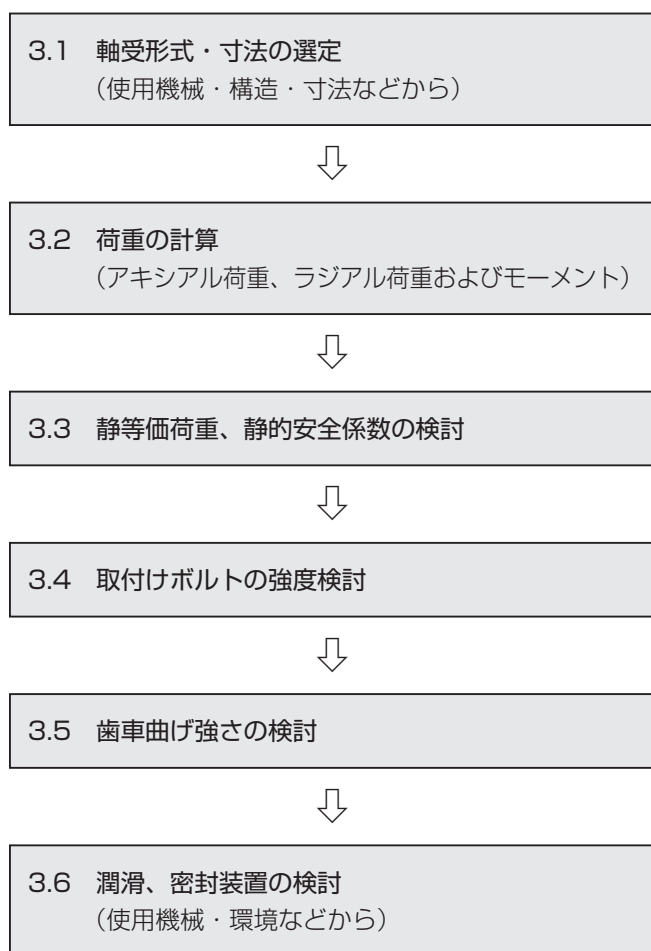 3.1 軸受形式・寸法の選定
（使用機械・構造・寸法などから）
3.2 荷重の計算
（アキシアル荷重、ラジアル荷重およびモーメント）
3.3 静等価荷重、静的安全係数の検討
3.4 取付けボルトの強度検討
3.5 歯車曲げ強さの検討
3.6 潤滑、密封装置の検討
（使用機械・環境などから）